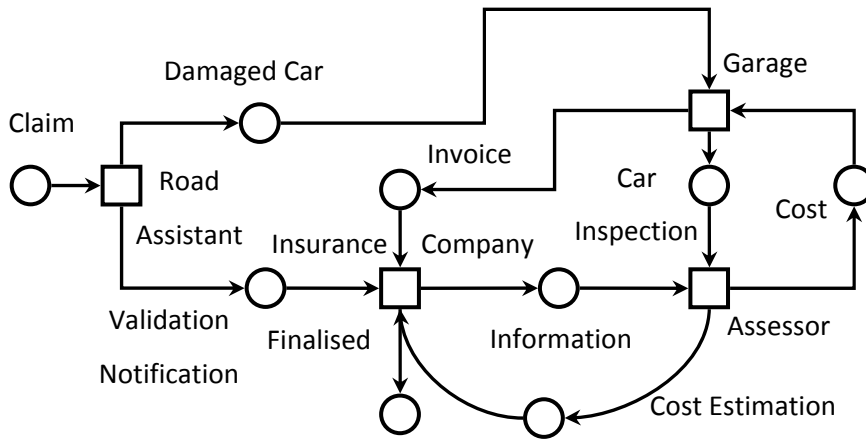 Damaged Car
Garage
Claim
Invoice
Road
Car
Cost
Assistant
Insurance Company
Inspection
Validation
Finalised
Information
Assessor
Notification
Cost Estimation